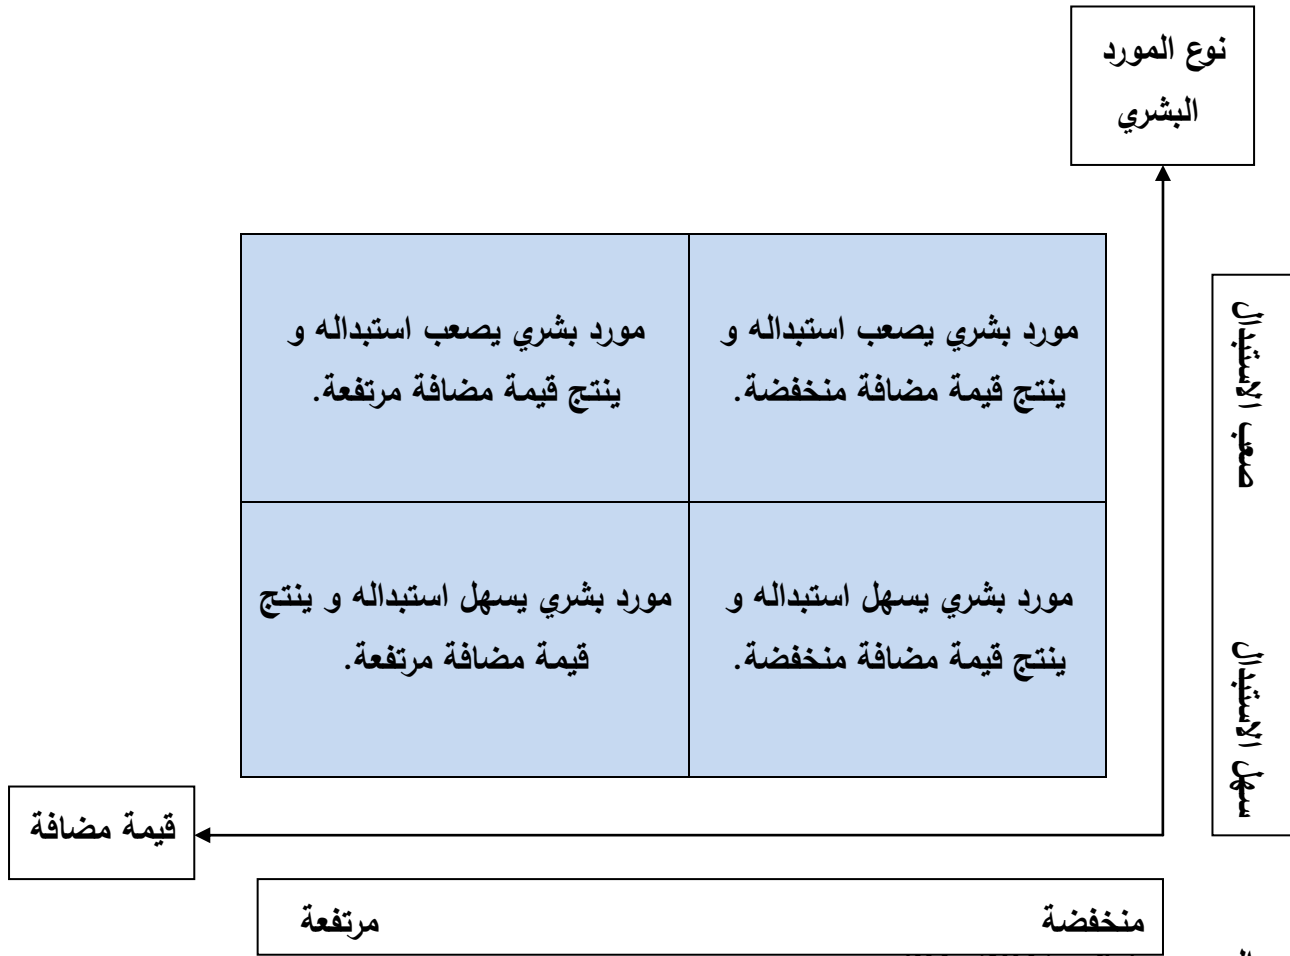 نوع المورد
البشري
مورد بشري يصعب استبداله و
ينتج قيمة مضافة منخفضة.
مورد بشري يصعب استبداله و
ينتج قيمة مضافة مرتفعة.
صعب الاستبدال
مورد بشري يسهل استبداله و
ينتج قيمة مضافة منخفضة.
مورد بشري يسهل استبداله و ينتج
قيمة مضافة مرتفعة.
سهل الإستبدال
قيمة مضافة
منخفضة مرتفعة